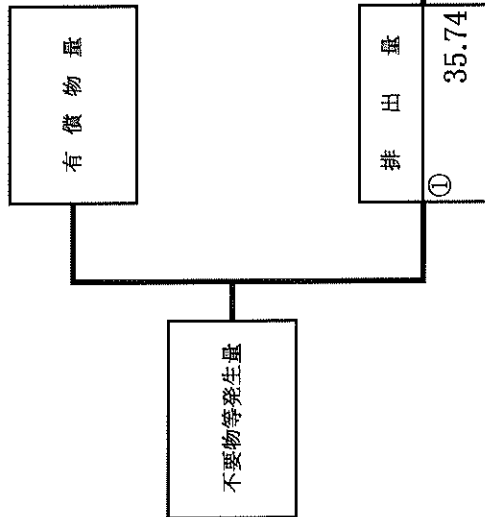 不要物等発生量
有償物量
排出量
①
35.74